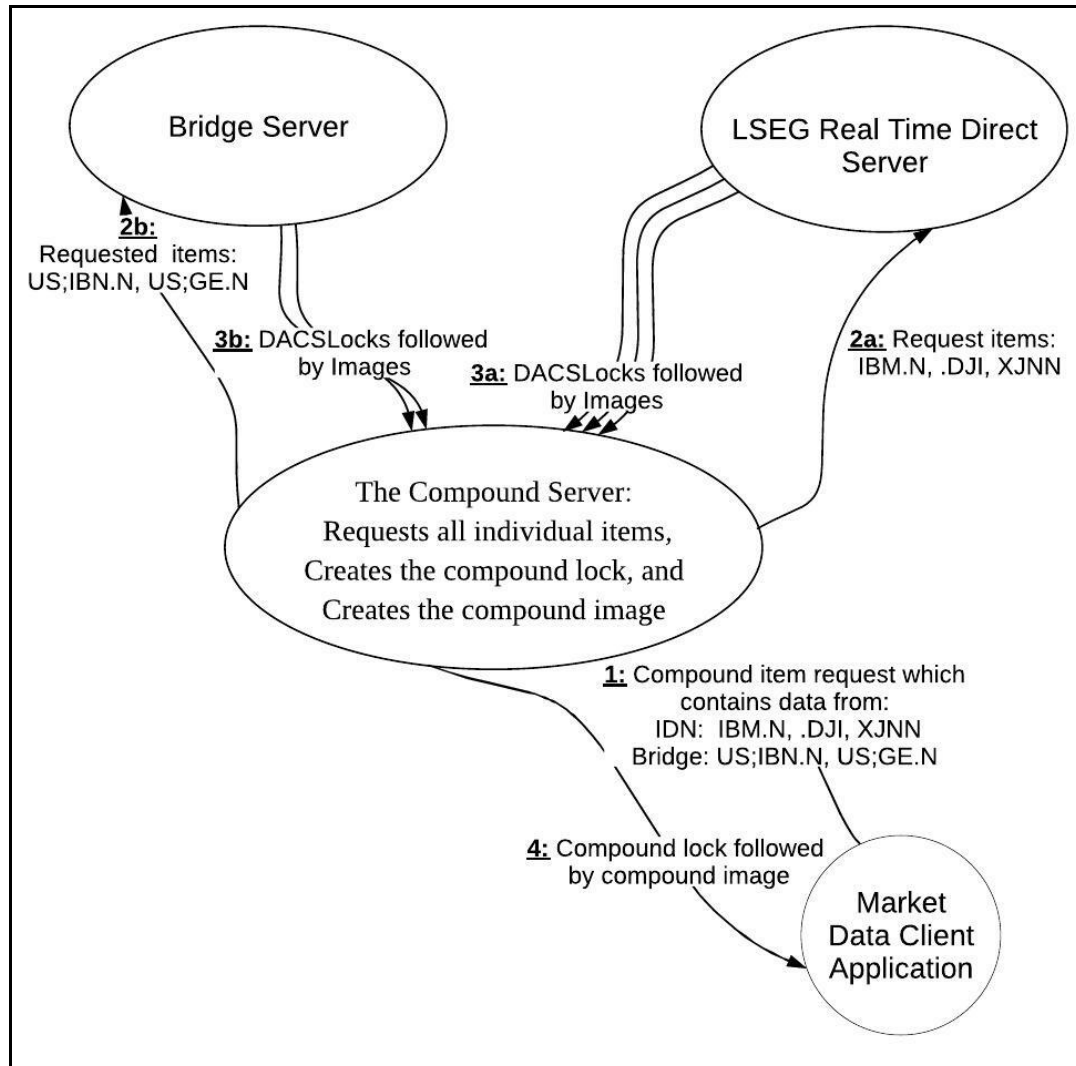 Bridge Server
LSEG Real Time Direct
Server
2b:
Requested items:
US;IBN.N, US;GE.N
3b: DACSLocks followed
by Images
3a: DACSLocks followed
by Images
2a: Request items:
IBM.N, .DJI, XJNN
The Compound Server:
Requests all individual items,
Creates the compound lock, and
Creates the compound image
1: Compound item request which
contains data from:
IDN: IBM.N, .DJI, XJNN
Bridge: US;IBN.N, US;GE.N
4: Compound lock followed
by compound image
Market
Data Client
Application